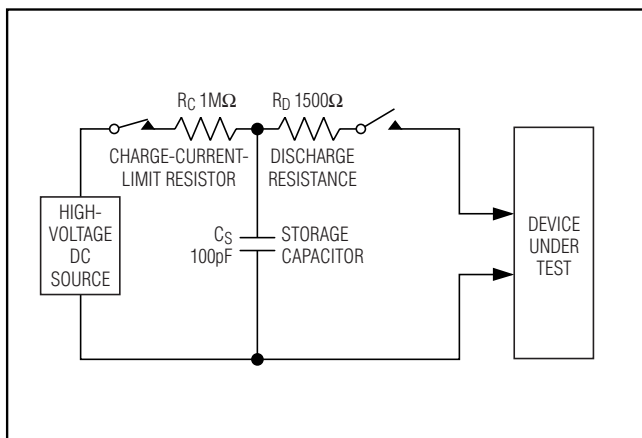 R_C 1MΩ
CHARGE-CURRENT-
LIMIT RESISTOR
R_D 1500Ω
DISCHARGE
RESISTANCE
HIGH-
VOLTAGE
DC
SOURCE
C_S
100pF
STORAGE
CAPACITOR
DEVICE
UNDER
TEST